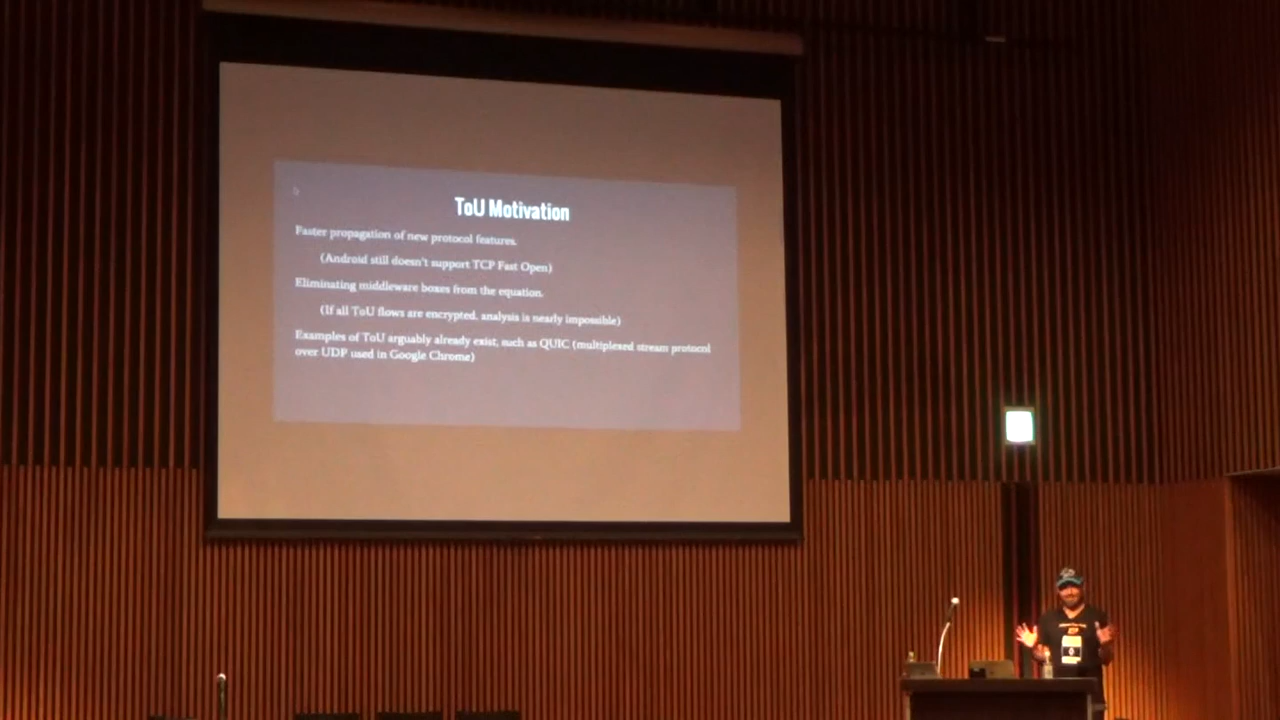 ToU Motivation
Faster propagation of new protocol features.
(Android still doesn't support TCP Fast Open)
Eliminating middleware boxes from the equation.
(If all ToU flows are encrypted, analysis is nearly impossible)
Examples of ToU arguably already exist, such as QUIC (multiplexed stream protocol
over UDP used in Google Chrome)